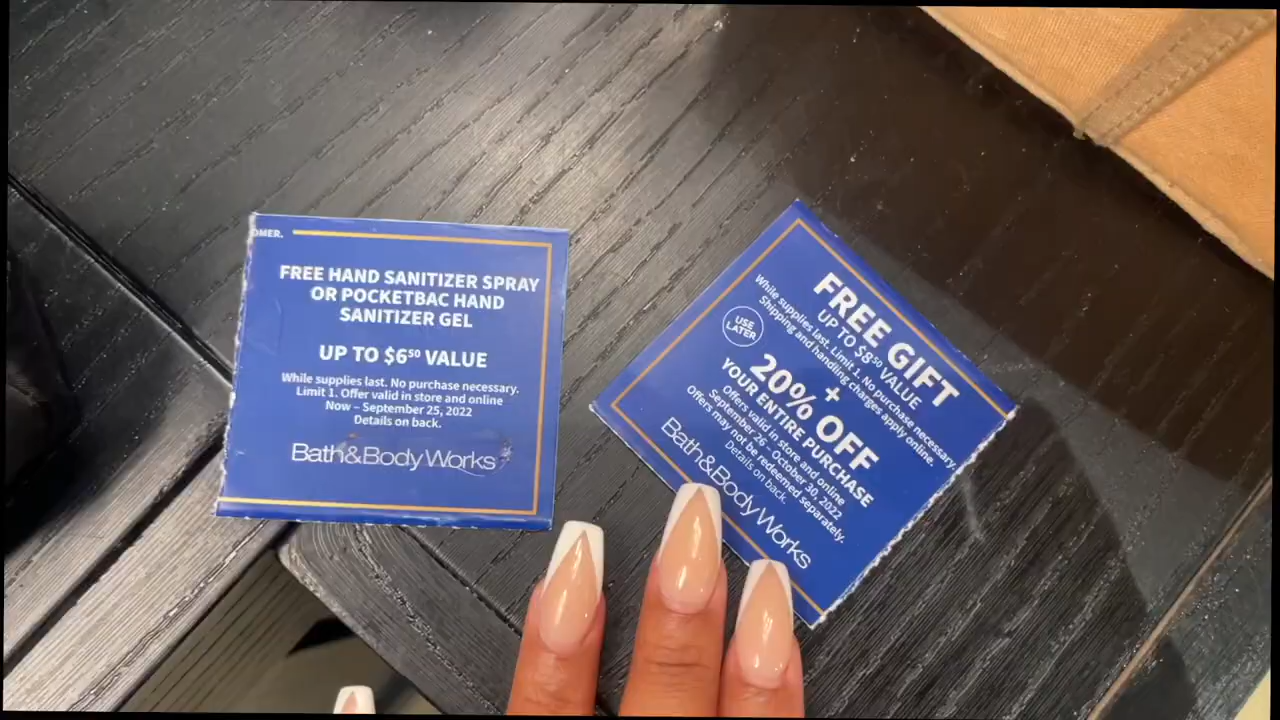 OMER.
FREE HAND SANITIZER SPRAY
OR POCKETBAC HAND
SANITIZER GEL
UP TO $6⁵⁰ VALUE
While supplies last. No purchase necessary.
Limit 1. Offer valid in store and online
Now – September 25, 2022
Details on back.
Bath&BodyWorks
FREE GIFT
UP TO $8⁵⁰ VALUE
While supplies last. Limit 1. No purchase necessary.
Shipping and handling charges apply online.
+
USE
LATER
20% OFF
YOUR ENTIRE PURCHASE
Offers valid in store and online
September 26 – October 30, 2022
Offers may not be redeemed separately.
Details on back
Bath&BodyWorks